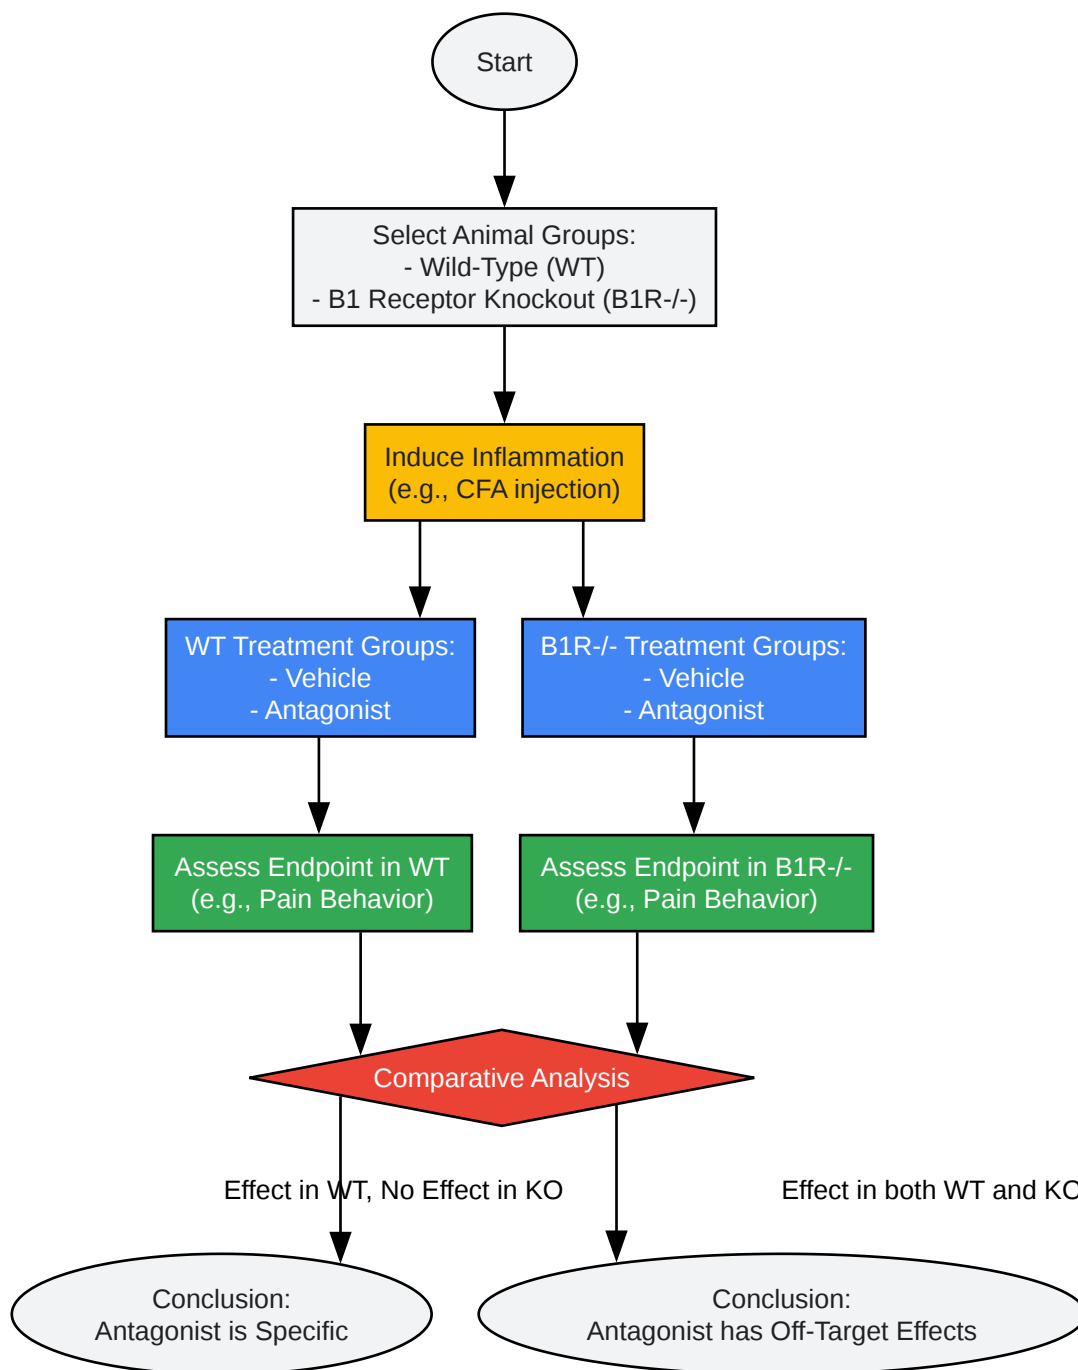 Start
Select Animal Groups:
- Wild-Type (WT)
- B1 Receptor Knockout (B1R-/-)
Induce Inflammation
(e.g., CFA injection)
WT Treatment Groups:
- Vehicle
- Antagonist
B1R-/- Treatment Groups:
- Vehicle
- Antagonist
Assess Endpoint in WT
(e.g., Pain Behavior)
Assess Endpoint in B1R-/-
(e.g., Pain Behavior)
Comparative Analysis
Effect in WT, No Effect in KO
Effect in both WT and KO
Conclusion:
Antagonist is Specific
Conclusion:
Antagonist has Off-Target Effects